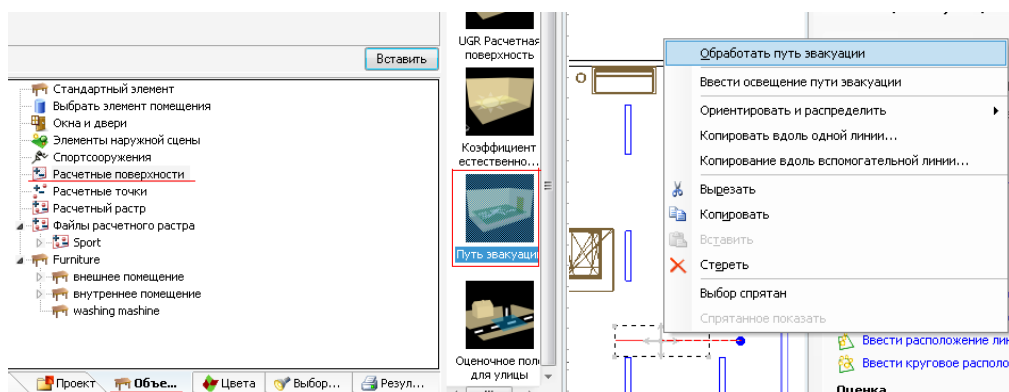 Вставить
Стандартный элемент
Выбрать элемент помещения
Окна и двери
Элементы наружной сцены
Спортсооружения
Расчетные поверхности
Расчетные точки
Расчетный растр
Файлы расчетного растра
Sport
Furniture
внешнее помещение
внутреннее помещение
washing mashine
Проект
Объе...
Цвета
Выбор...
Резул...
UGR Расчетная
поверхность
Коэффициент
естественно...
Путь эвакуаци
Оценочное пол
для улицы
Обработать путь эвакуации
Ввести освещение пути эвакуации
Ориентировать и распределить
Копировать вдоль одной линии...
Копирование вдоль вспомогательной линии...
Вырезать
Копировать
Вставить
Стереть
Выбор спрятан
Спрятанное показать
Ввести расположение лин
Ввести круговое располо
Оценка